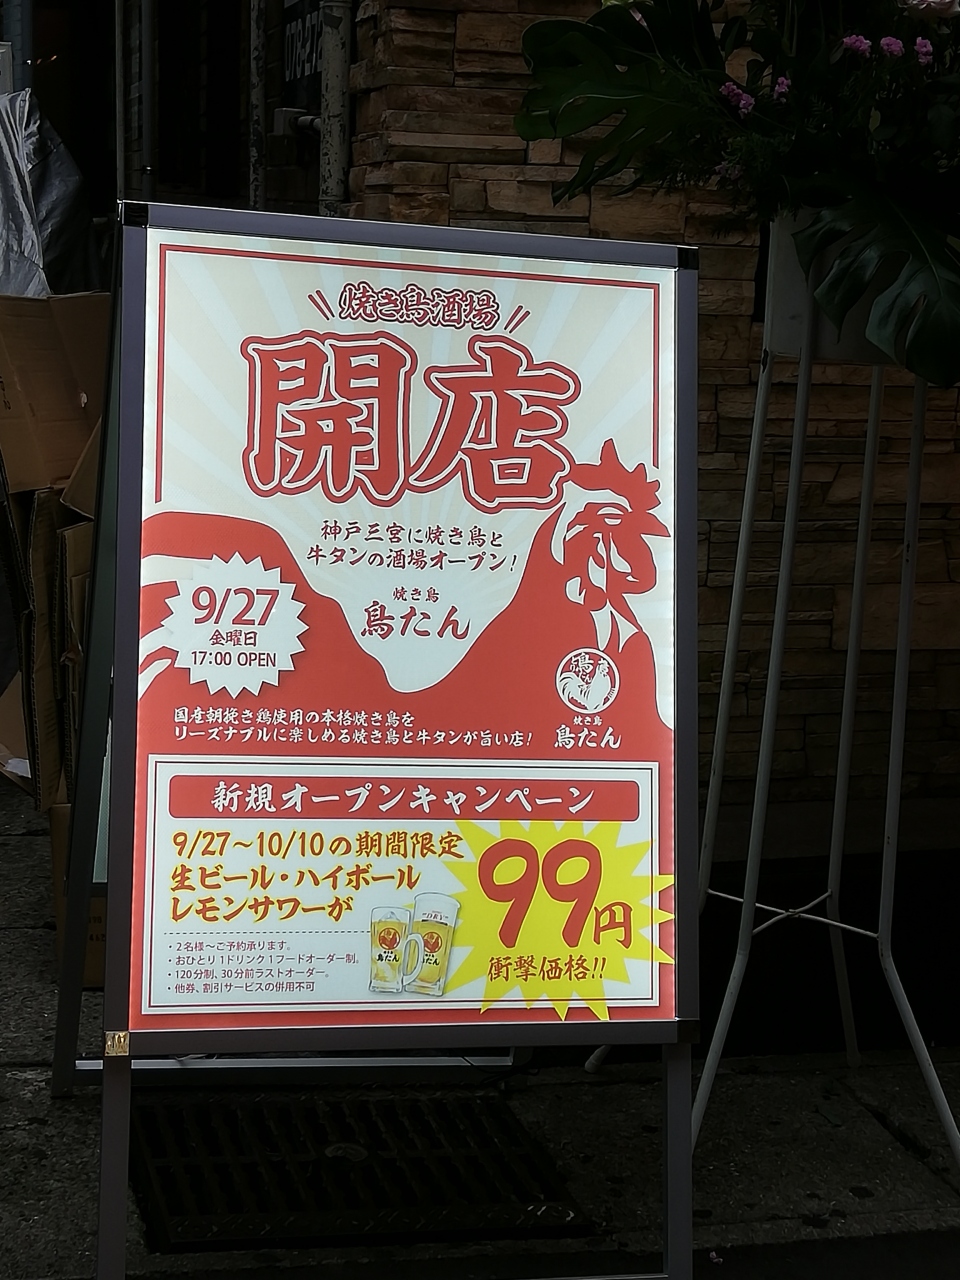 焼き鳥酒場
開店
神戸三宮に焼き鳥と
牛タンの酒場オープン!
焼き鳥
鳥たん
9/27
金曜日
17:00 OPEN
国産朝挽き鶏使用の本格焼き鳥を
リーズナブルに楽しめる焼き鳥と牛タンが旨い店!
焼き鳥
鳥たん
新規オープンキャンペーン
9/27～10/10の期間限定
生ビール・ハイボール
レモンサワーが
99円
衝撃価格!!
・2名様～ご予約承ります。
・おひとり1ドリンク1フードオーダー制。
・120分制、30分前ラストオーダー。
・他券、割引サービスの併用不可
鳥たん
鳥たん